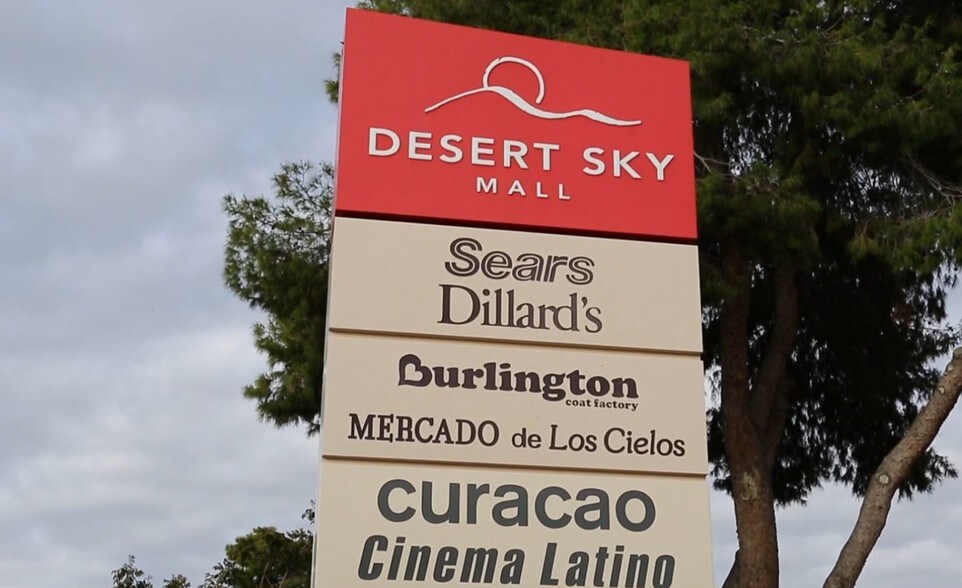 DESERT SKY
MALL
Sears
Dillard's
Burlington
coat factory
MERCADO de Los Cielos
curacao
Cinema Latino